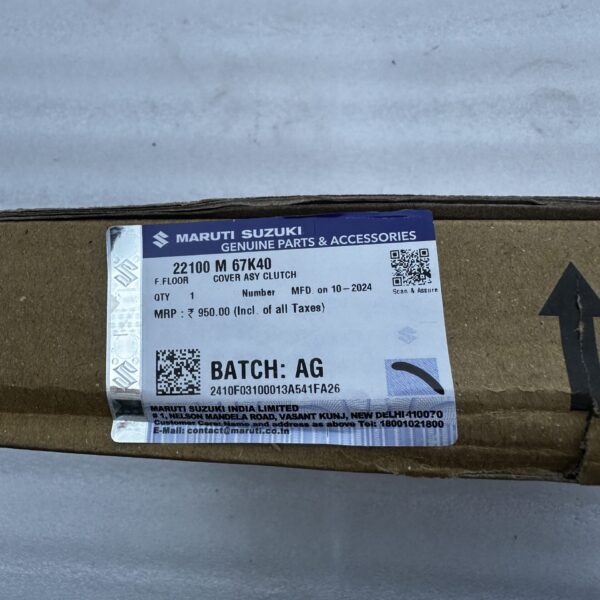 MARUTI SUZUKI
GENUINE PARTS & ACCESSORIES
22100 M 67K40
F.FLOOR COVER ASY CLUTCH
QTY 1 Number MFD. on 10-2024
MRP : ₹ 950.00 (Incl. of all Taxes)
Scan & Assure
BATCH: AG
2410F03100013A541FA26
MARUTI SUZUKI INDIA LIMITED
# 1, NELSON MANDELA ROAD, VASANT KUNJ, NEW DELHI 410070
Customer Care: Name and address as above Tel: 18001021800
E-Mail: contact@maruti.co.in